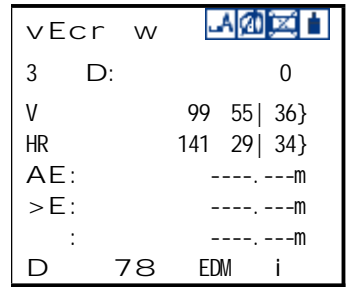 vEcr w
3 D: 0
V 99 55| 36}
HR 141 29| 34}
AE: ----.---m
>E: ----.---m
: ----.---m
D 78 EDM i